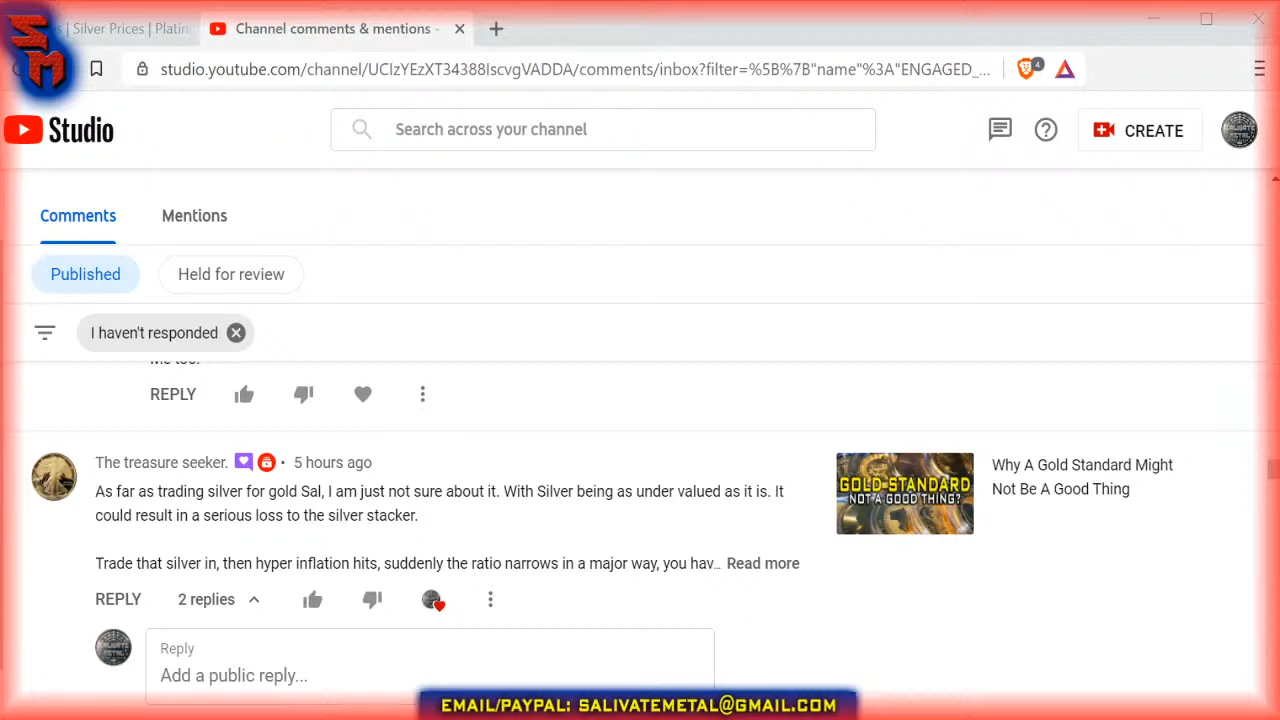 SM
s | Silver Prices | Platin
Channel comments & mentions -
studio.youtube.com/channel/UCIzYEzXT34388IscvgVADDA/comments/inbox?filter=%5B%7B"name"%3A"ENGAGED_...
4
Studio
Search across your channel
CREATE
Comments
Mentions
Published
Held for review
I haven't responded
Me too.
REPLY
The treasure seeker. • 5 hours ago
As far as trading silver for gold Sal, I am just not sure about it. With Silver being as under valued as it is. It
could result in a serious loss to the silver stacker.
Trade that silver in, then hyper inflation hits, suddenly the ratio narrows in a major way, you hav... Read more
REPLY
2 replies
GOLD STANDARD
NOT A GOOD THING?
Why A Gold Standard Might
Not Be A Good Thing
Reply
Add a public reply...
EMAIL/PAYPAL: SALIVATEMETAL@GMAIL.COM